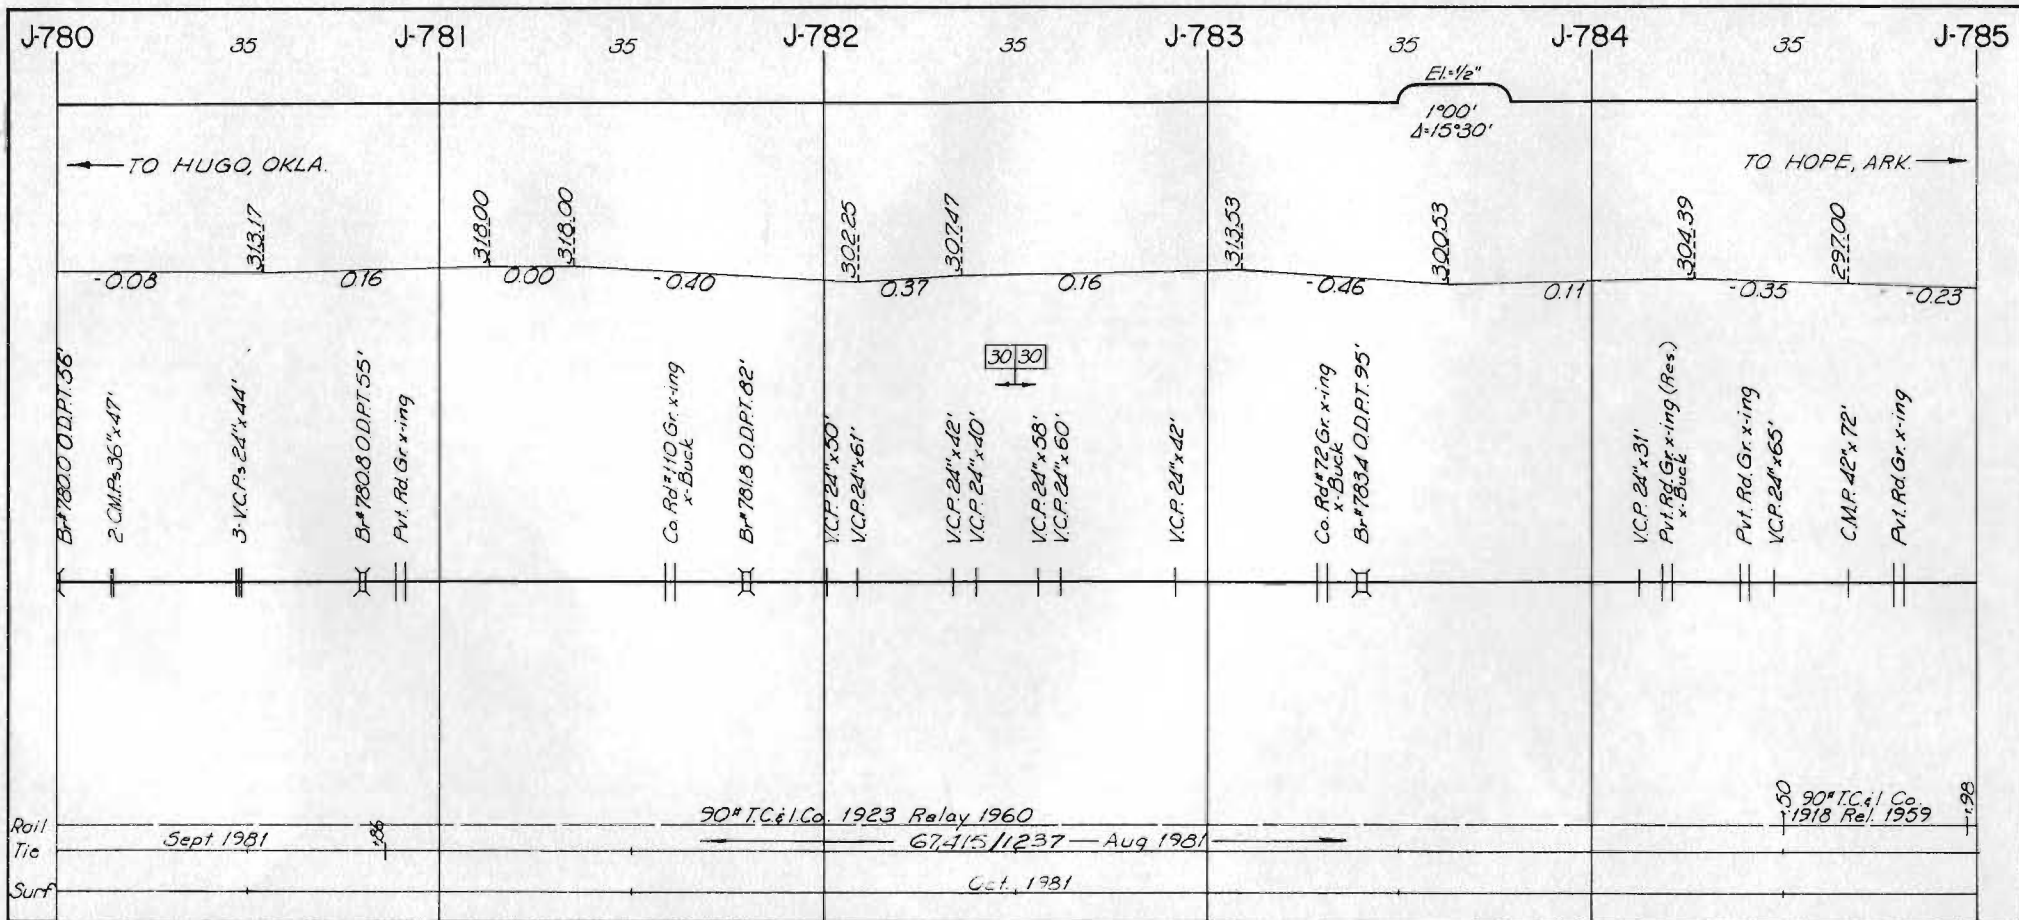 J-780 35 J-781 35 J-782 35 J-783 35 J-784 35 J-785
El.=1/2"
1°00'
Δ=15°30'
← TO HUGO, OKLA.
TO HOPE, ARK. →
313.17
318.00
318.00
302.25
307.47
313.53
300.53
304.39
297.00
-0.08 0.16 0.00 -0.40 0.37 0.16 -0.46 0.11 -0.35 -0.23
30 30
Br#780.0 O.D.P.T. 56'
2-C.M.P.s 36"x47'
3-V.C.P.s 24"x44'
Br#780.8 O.D.P.T. 55'
Pvt. Rd. Gr. x-ing
Co. Rd #110 Gr. x-ing
x-Buck
Br#781.8 O.D.P.T. 82'
V.C.P. 24"x50'
V.C.P. 24"x61'
V.C.P. 24"x42'
V.C.P. 24"x40'
V.C.P. 24"x58'
V.C.P. 24"x60'
V.C.P. 24"x42'
Co. Rd #72 Gr. x-ing
x-Buck
Br#783.4 O.D.P.T. 95'
V.C.P. 24"x31'
Pvt. Rd. Gr. x-ing (Res.)
x-Buck
Pvt. Rd. Gr. x-ing
V.C.P. 24"x65'
C.M.P. 42"x72'
Pvt. Rd. Gr. x-ing
Rail 90# T.C.&I.Co. 1923 Relay 1960 .50 90# T.C.&I Co. .98
1918 Rel. 1959
Tie Sept 1981 .86 67,415/1237 — Aug 1981
Surf Oct., 1981